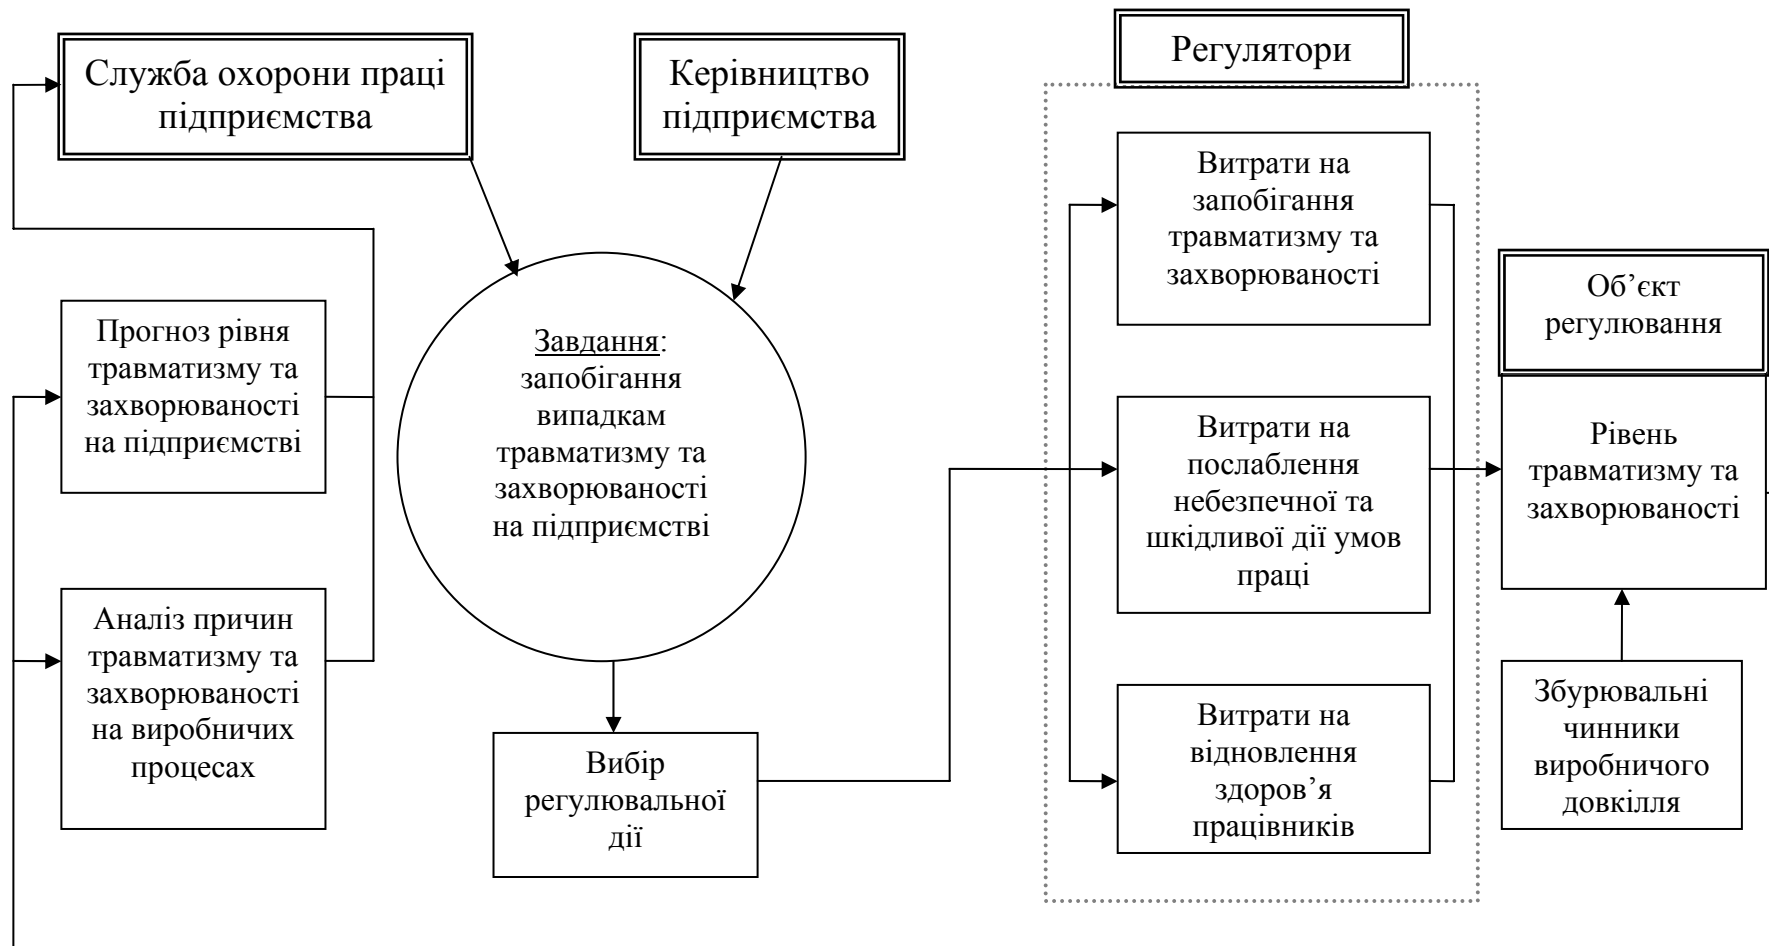 Служба охорони праці
підприємства
Керівництво
підприємства
Регулятори
Прогноз рівня
травматизму та
захворюваності
на підприємстві
Аналіз причин
травматизму та
захворюваності
на виробничих
процесах
Завдання:
запобігання
випадкам
травматизму та
захворюваності
на підприємстві
Вибір
регулювальної
дії
Витрати на
запобігання
травматизму та
захворюваності
Витрати на
послаблення
небезпечної та
шкідливої дії умов
праці
Витрати на
відновлення
здоров’я
працівників
Об’єкт
регулювання
Рівень
травматизму та
захворюваності
Збурювальні
чинники
виробничого
довкілля